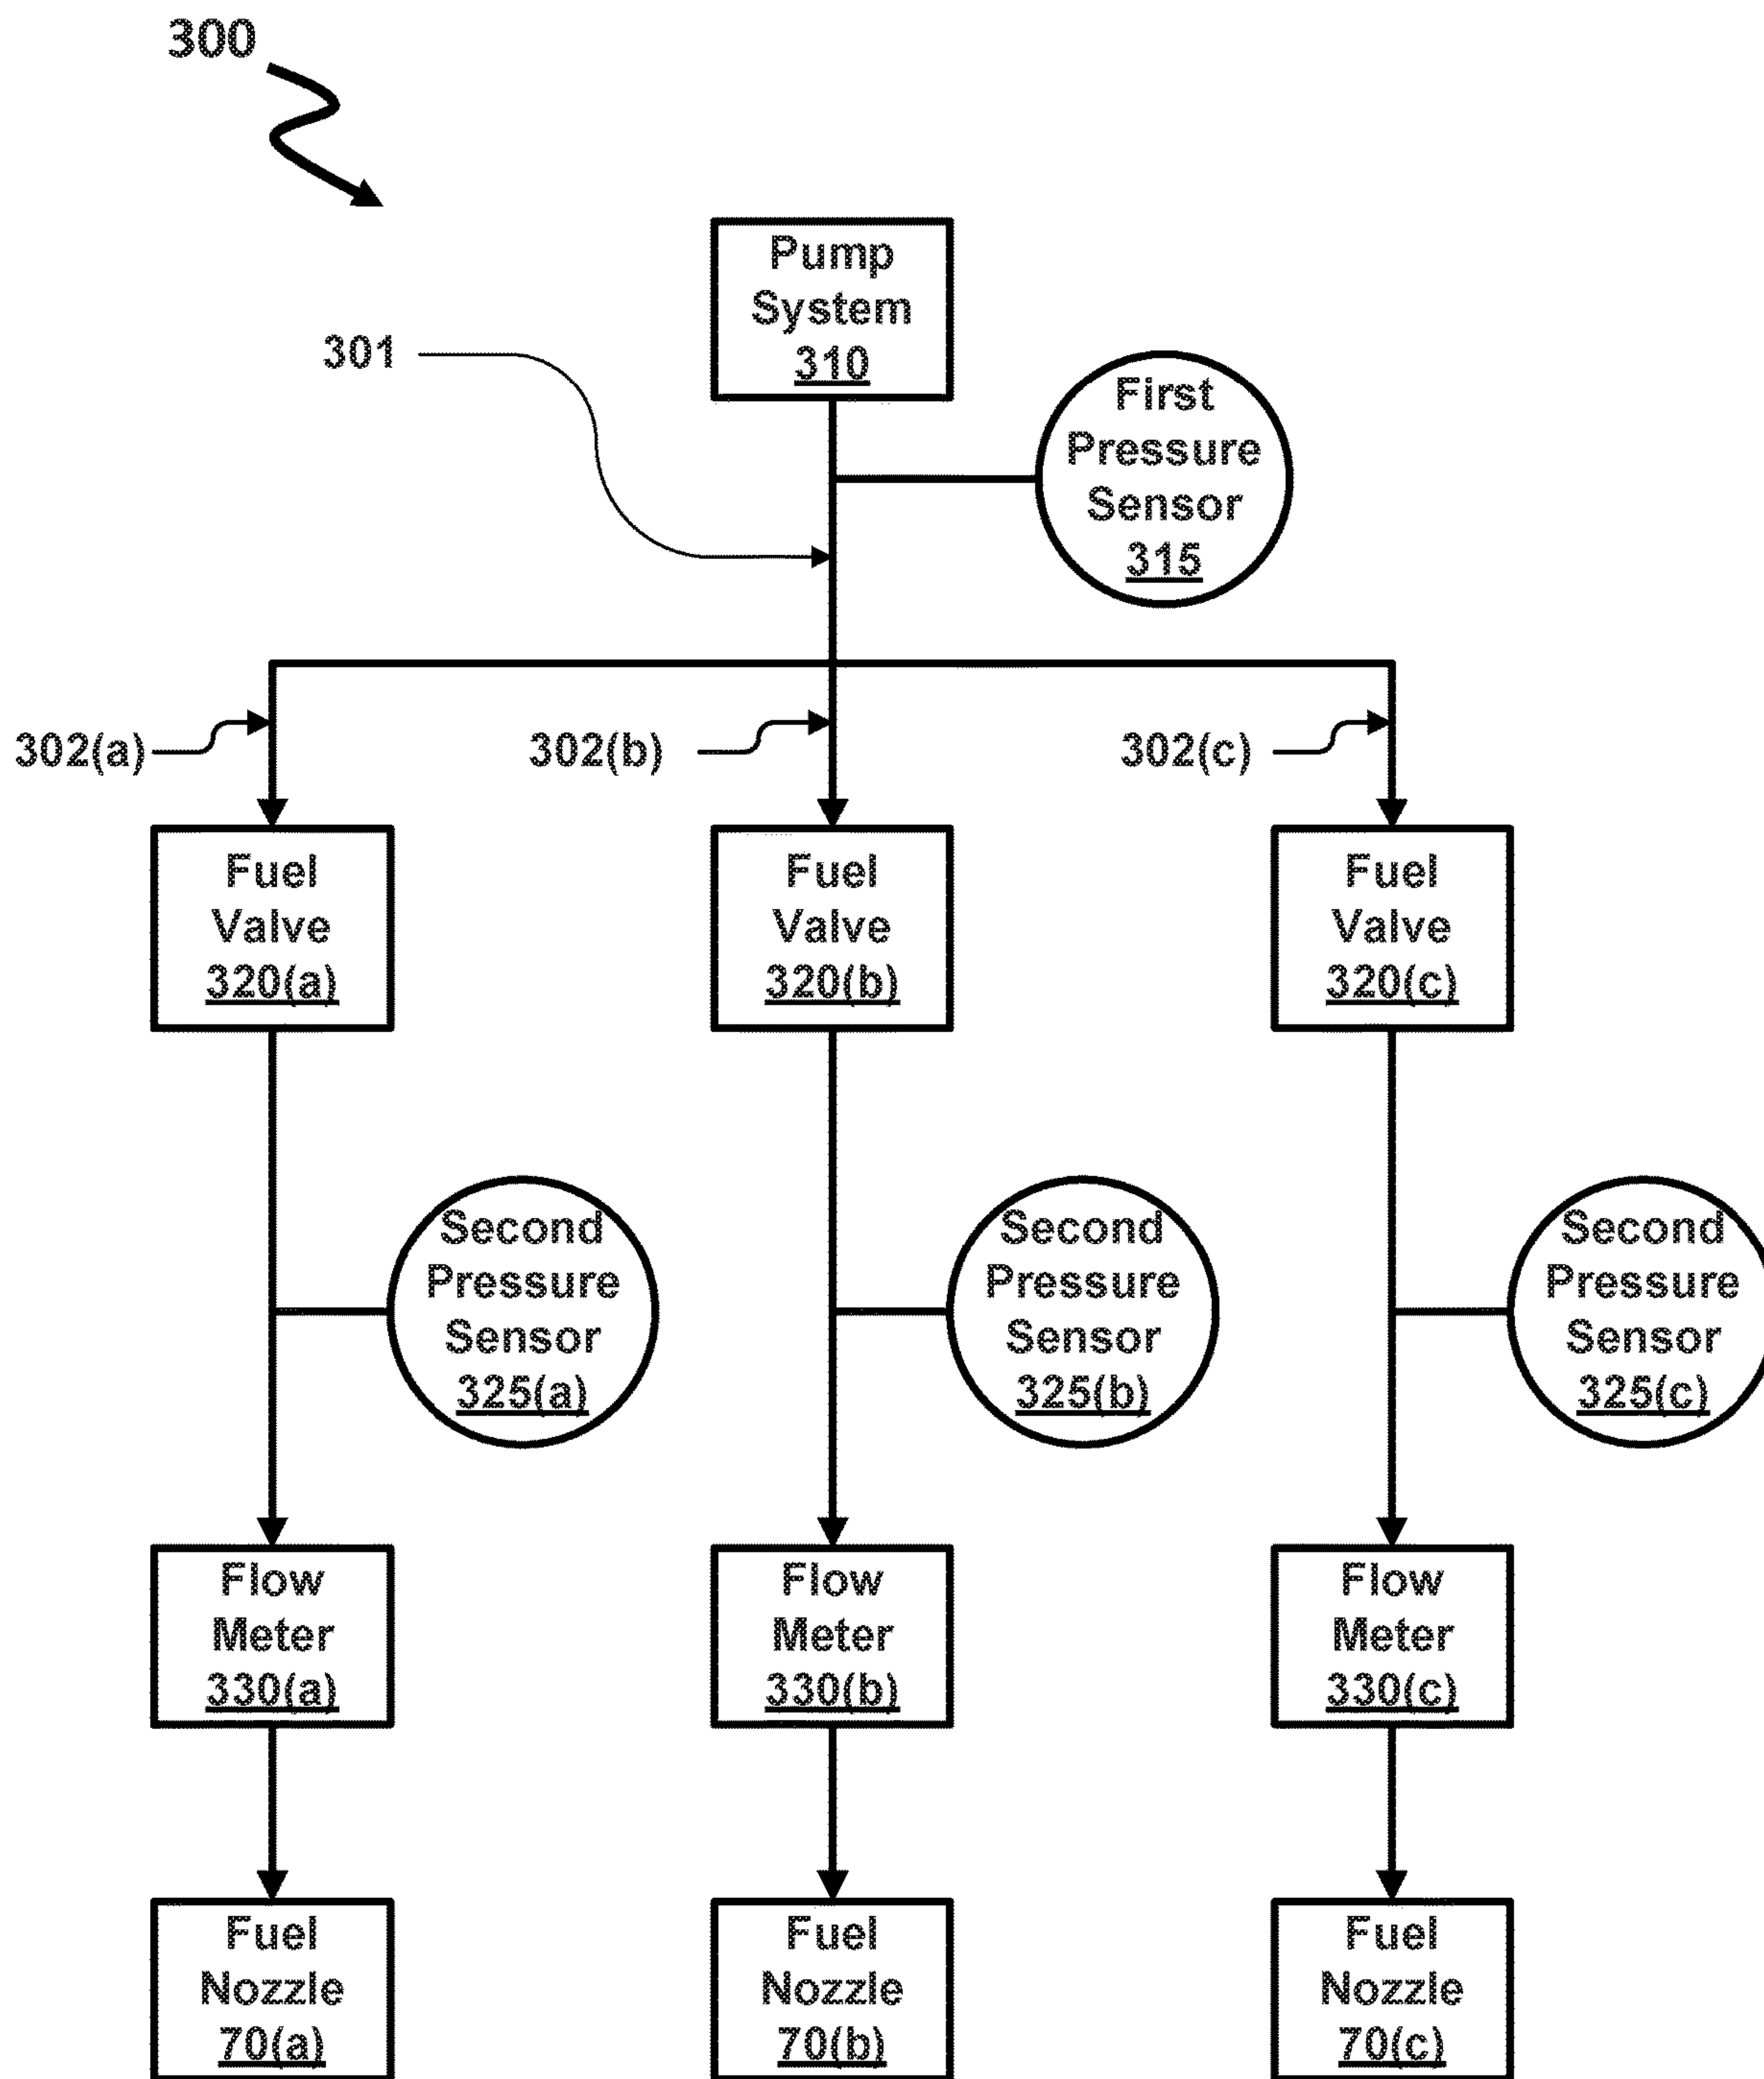 300
Pump
System
310
301
First
Pressure
Sensor
315
302(a)
302(b)
302(c)
Fuel
Valve
320(a)
Fuel
Valve
320(b)
Fuel
Valve
320(c)
Second
Pressure
Sensor
325(a)
Second
Pressure
Sensor
325(b)
Second
Pressure
Sensor
325(c)
Flow
Meter
330(a)
Flow
Meter
330(b)
Flow
Meter
330(c)
Fuel
Nozzle
70(a)
Fuel
Nozzle
70(b)
Fuel
Nozzle
70(c)